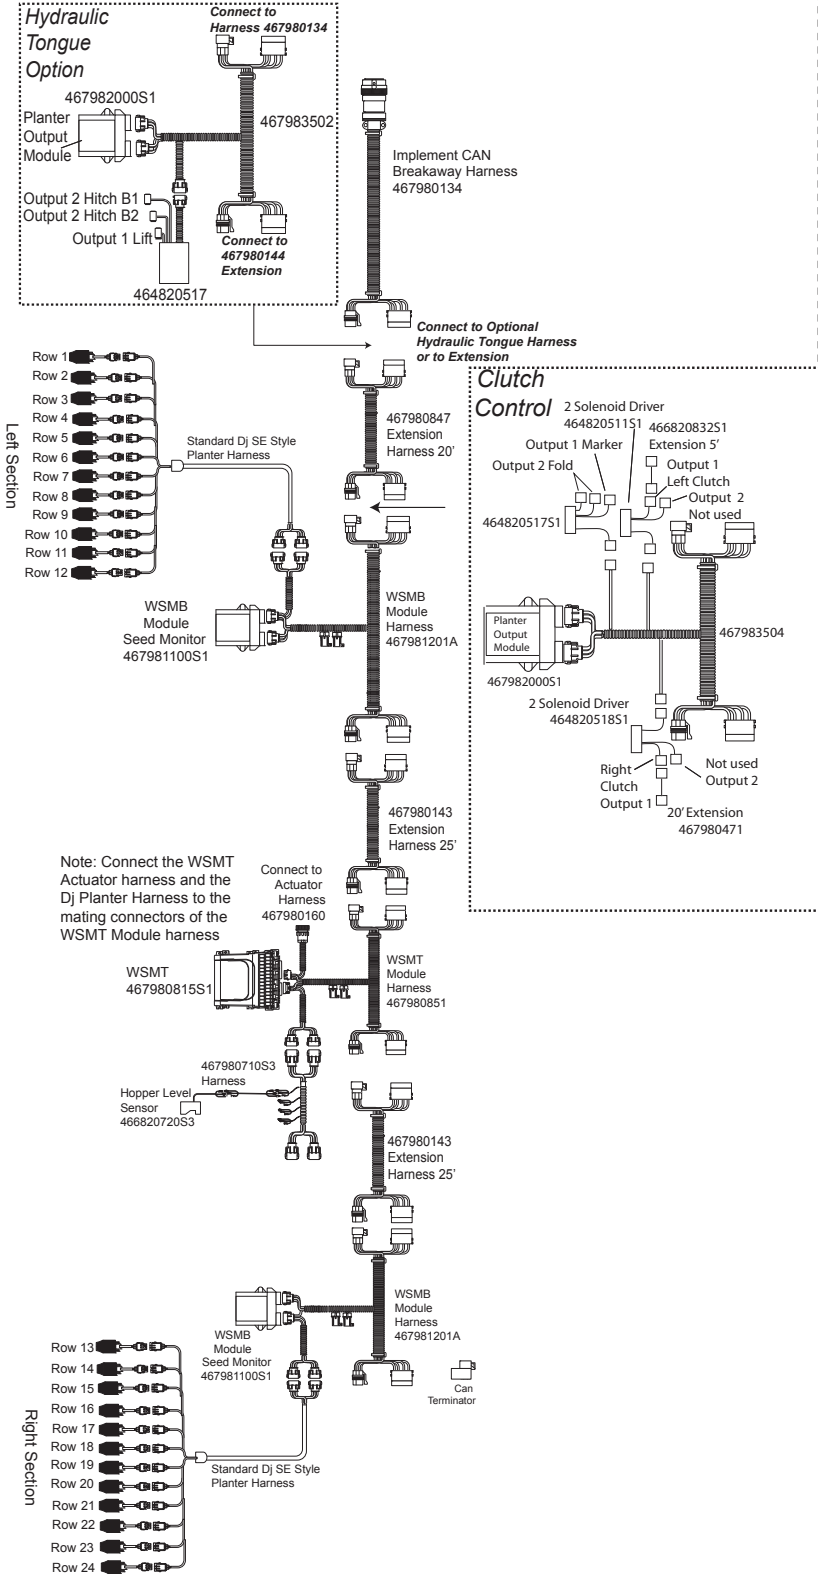 Hydraulic
Tongue
Option
Connect to
Harness 467980134
467982000S1
Planter
Output
Module
467983502
Output 2 Hitch B1
Output 2 Hitch B2
Output 1 Lift
Connect to
467980144
Extension
464820517
Implement CAN
Breakaway Harness
467980134
Connect to Optional
Hydraulic Tongue Harness
or to Extension
Left Section
Row 1
Row 2
Row 3
Row 4
Row 5
Row 6
Row 7
Row 8
Row 9
Row 10
Row 11
Row 12
Standard Dj SE Style
Planter Harness
467980847
Extension
Harness 20’
WSMB
Module
Seed Monitor
467981100S1
WSMB
Module
Harness
467981201A
Clutch
Control
2 Solenoid Driver
464820511S1
466820832S1
Extension 5’
Output 1 Marker
Output 2 Fold
Output 1
Left Clutch
Output 2
Not used
464820517S1
Planter
Output
Module
467982000S1
467983504
2 Solenoid Driver
464820518S1
Right
Clutch
Output 1
Not used
Output 2
20’ Extension
467980471
467980143
Extension
Harness 25’
Note: Connect the WSMT
Actuator harness and the
Dj Planter Harness to the
mating connectors of the
WSMT Module harness
Connect to
Actuator
Harness
467980160
WSMT
467980815S1
WSMT
Module
Harness
467980851
467980710S3
Harness
Hopper Level
Sensor
466820720S3
467980143
Extension
Harness 25’
WSMB
Module
Seed Monitor
467981100S1
WSMB
Module
Harness
467981201A
Can
Terminator
Right Section
Row 13
Row 14
Row 15
Row 16
Row 17
Row 18
Row 19
Row 20
Row 21
Row 22
Row 23
Row 24
Standard Dj SE Style
Planter Harness